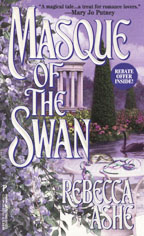 "A magical tale...a treat for romance lovers."
—Mary Jo Putney
MASQUE
OF
THE
SWAN
REBATE
OFFER
INSIDE!
REBECCA
ASHE